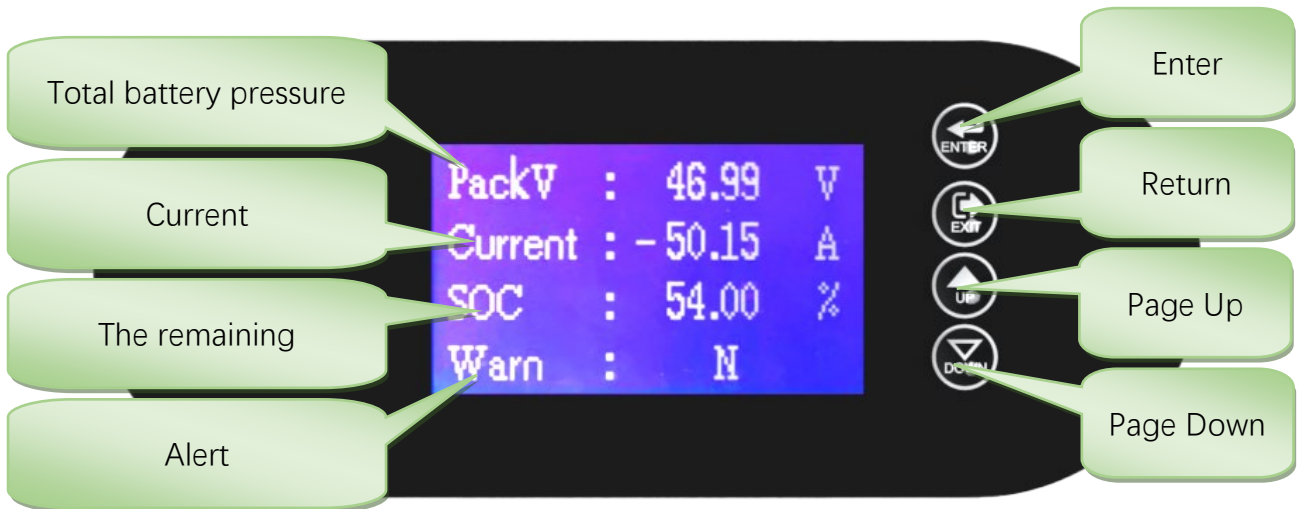 Total battery pressure
Current
The remaining
Alert
PackV : 46.99 V
Current : -50.15 A
SOC : 54.00 %
Warn : N
ENTER
EXIT
UP
DOWN
Enter
Return
Page Up
Page Down